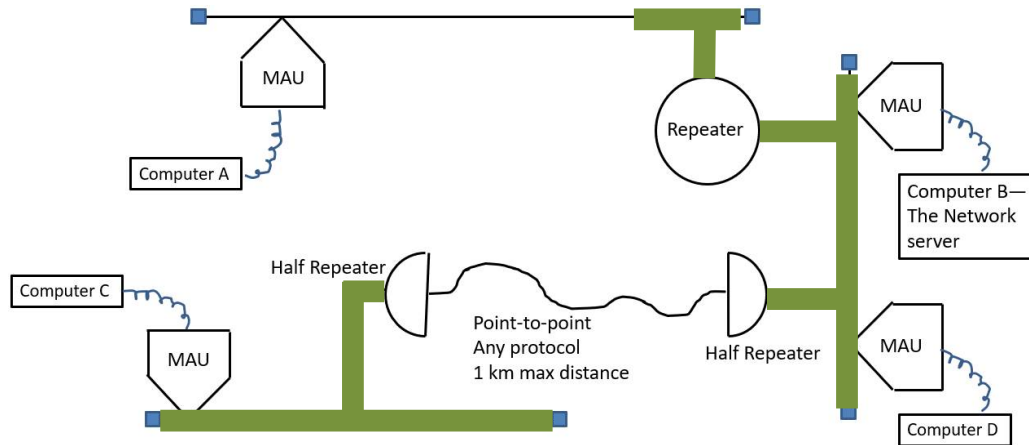 MAU
Repeater
MAU
Computer A
Computer B—
The Network
server
Half Repeater
Computer C
Point-to-point
Any protocol
1 km max distance
Half Repeater
MAU
MAU
Computer D